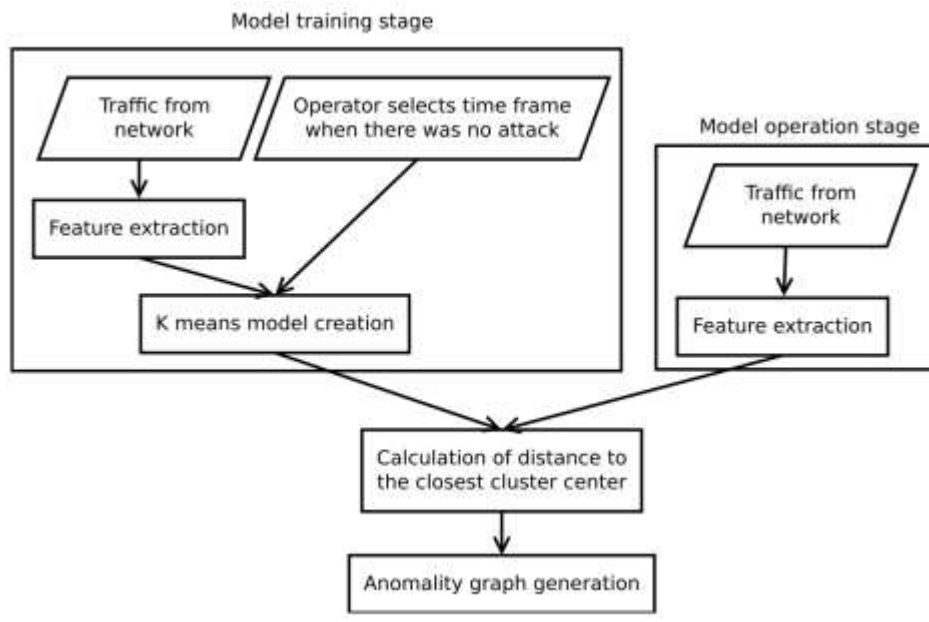 Model training stage
Traffic from
network
Operator selects time frame
when there was no attack
Feature extraction
K means model creation
Model operation stage
Traffic from
network
Feature extraction
Calculation of distance to
the closest cluster center
Anomality graph generation